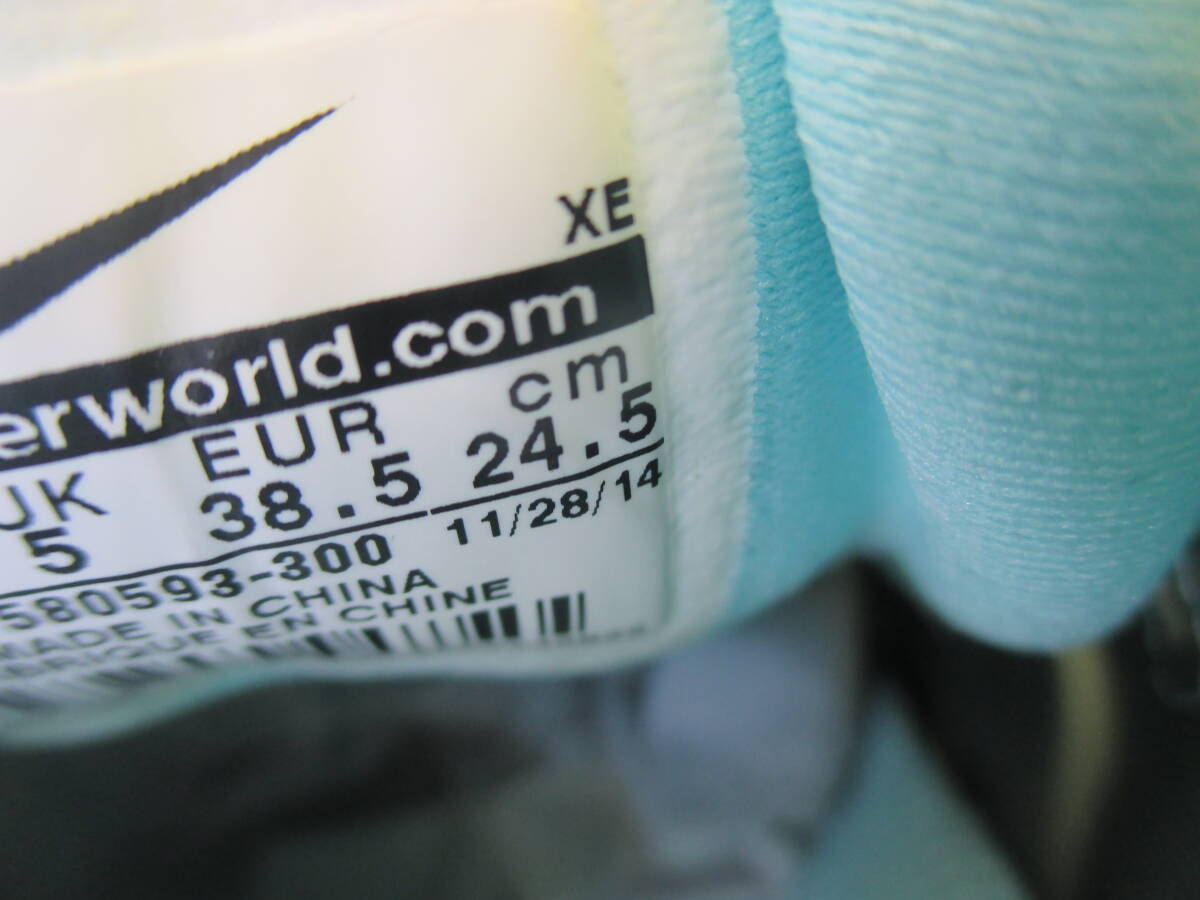 XE
erworld.com
UK EUR cm
5 38.5 24.5
580593-300 11/28/14
MADE IN CHINA
ÉRIQUÉ EN CHINE